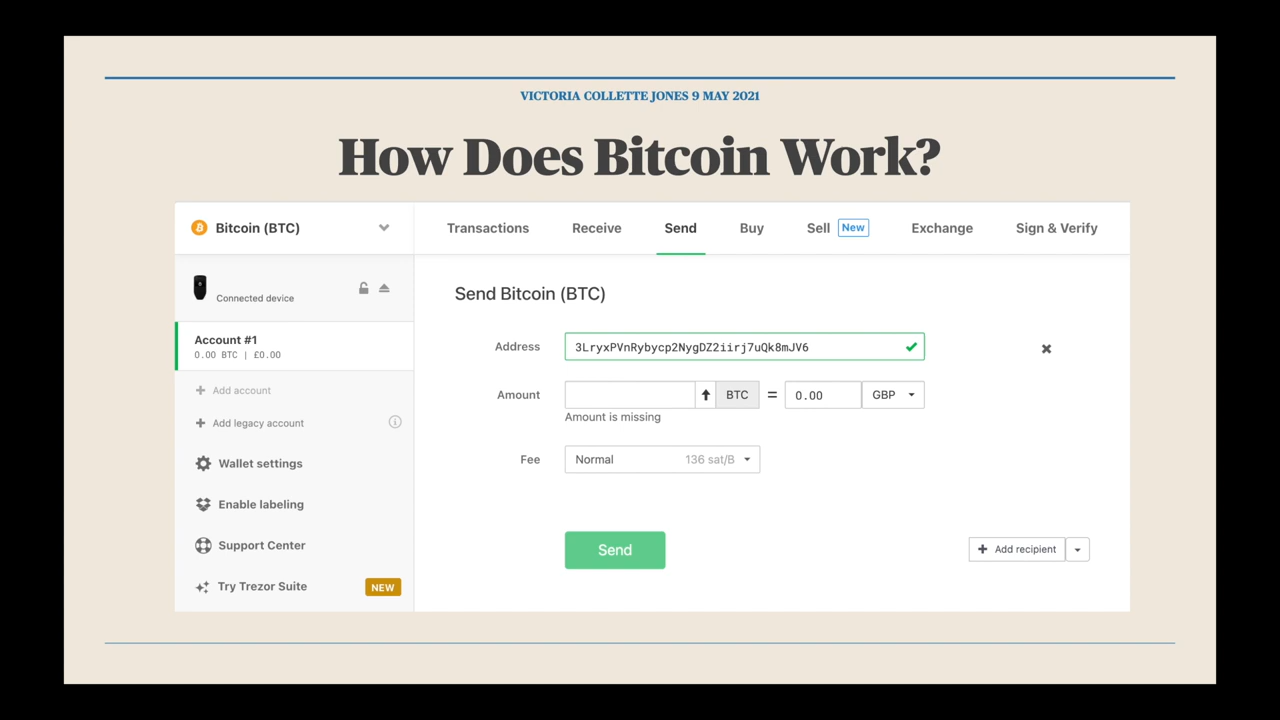 VICTORIA COLLETTE JONES 9 MAY 2021
How Does Bitcoin Work?
Bitcoin (BTC)
Transactions Receive Send Buy Sell New Exchange Sign & Verify
Connected device
Account #1
0.00 BTC | £0.00
Add account
Add legacy account
Wallet settings
Enable labeling
Support Center
Try Trezor Suite NEW
Send Bitcoin (BTC)
Address 3LryxPVnRybycp2NygDZ2iirj7uQk8mJV6
Amount BTC = 0.00 GBP
Amount is missing
Fee Normal 136 sat/B
Send Add recipient